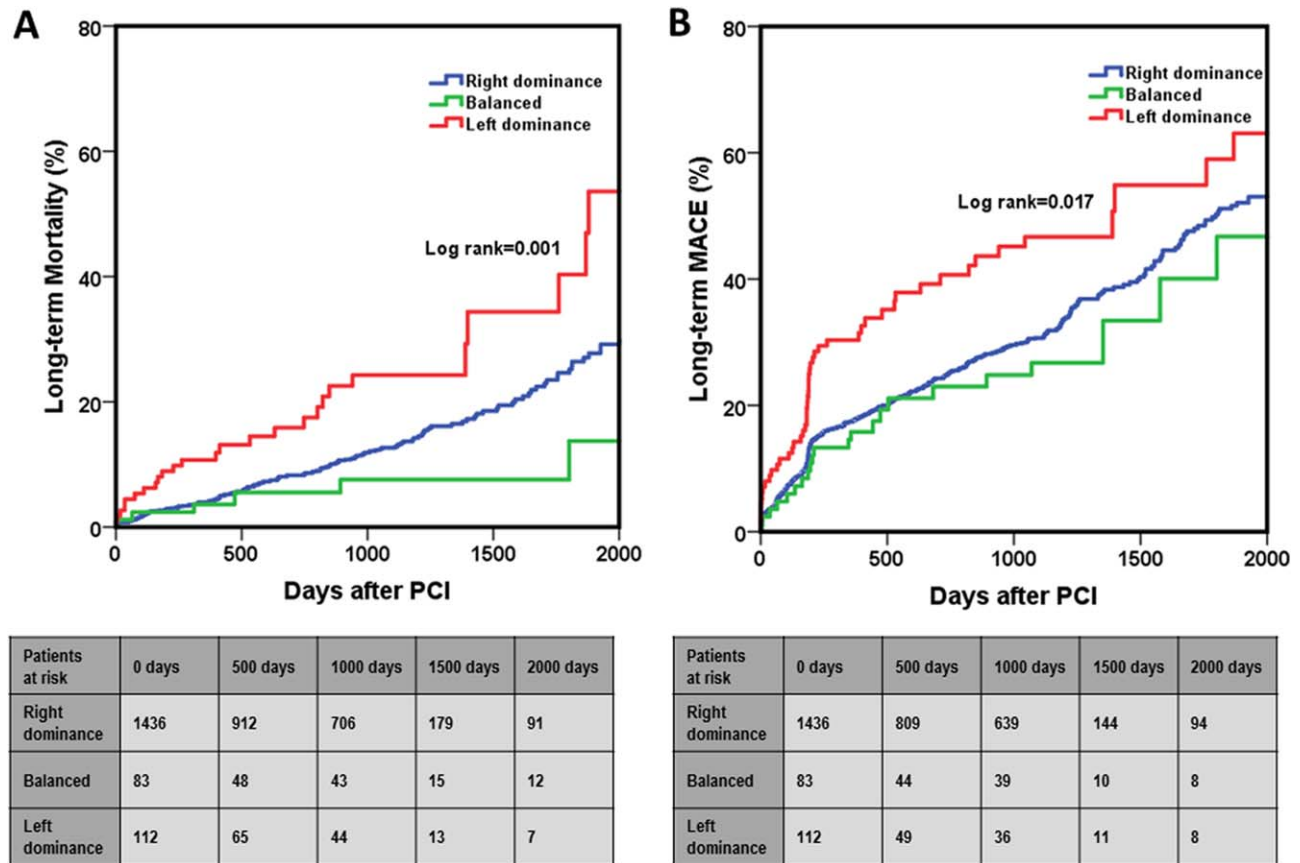 A
80
60
40
20
0
Long-term Mortality (%)
Right dominance
Balanced
Left dominance
Log rank=0.001
0 500 1000 1500 2000
Days after PCI
B
80
60
40
20
0
Long-term MACE (%)
Right dominance
Balanced
Left dominance
Log rank=0.017
0 500 1000 1500 2000
Days after PCI
Patients at risk 0 days 500 days 1000 days 1500 days 2000 days
Right dominance 1436 912 706 179 91
Balanced 83 48 43 15 12
Left dominance 112 65 44 13 7
Patients at risk 0 days 500 days 1000 days 1500 days 2000 days
Right dominance 1436 809 639 144 94
Balanced 83 44 39 10 8
Left dominance 112 49 36 11 8